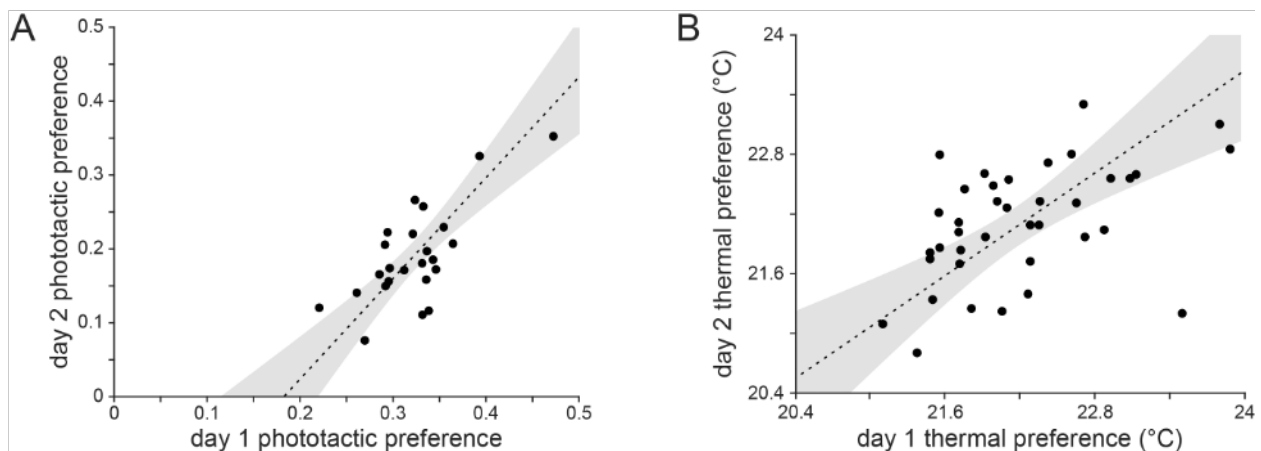 A
0.5
0.4
0.3
0.2
0.1
0
day 2 phototactic preference
0 0.1 0.2 0.3 0.4 0.5
day 1 phototactic preference
B
24
22.8
21.6
20.4
day 2 thermal preference (°C)
20.4 21.6 22.8 24
day 1 thermal preference (°C)